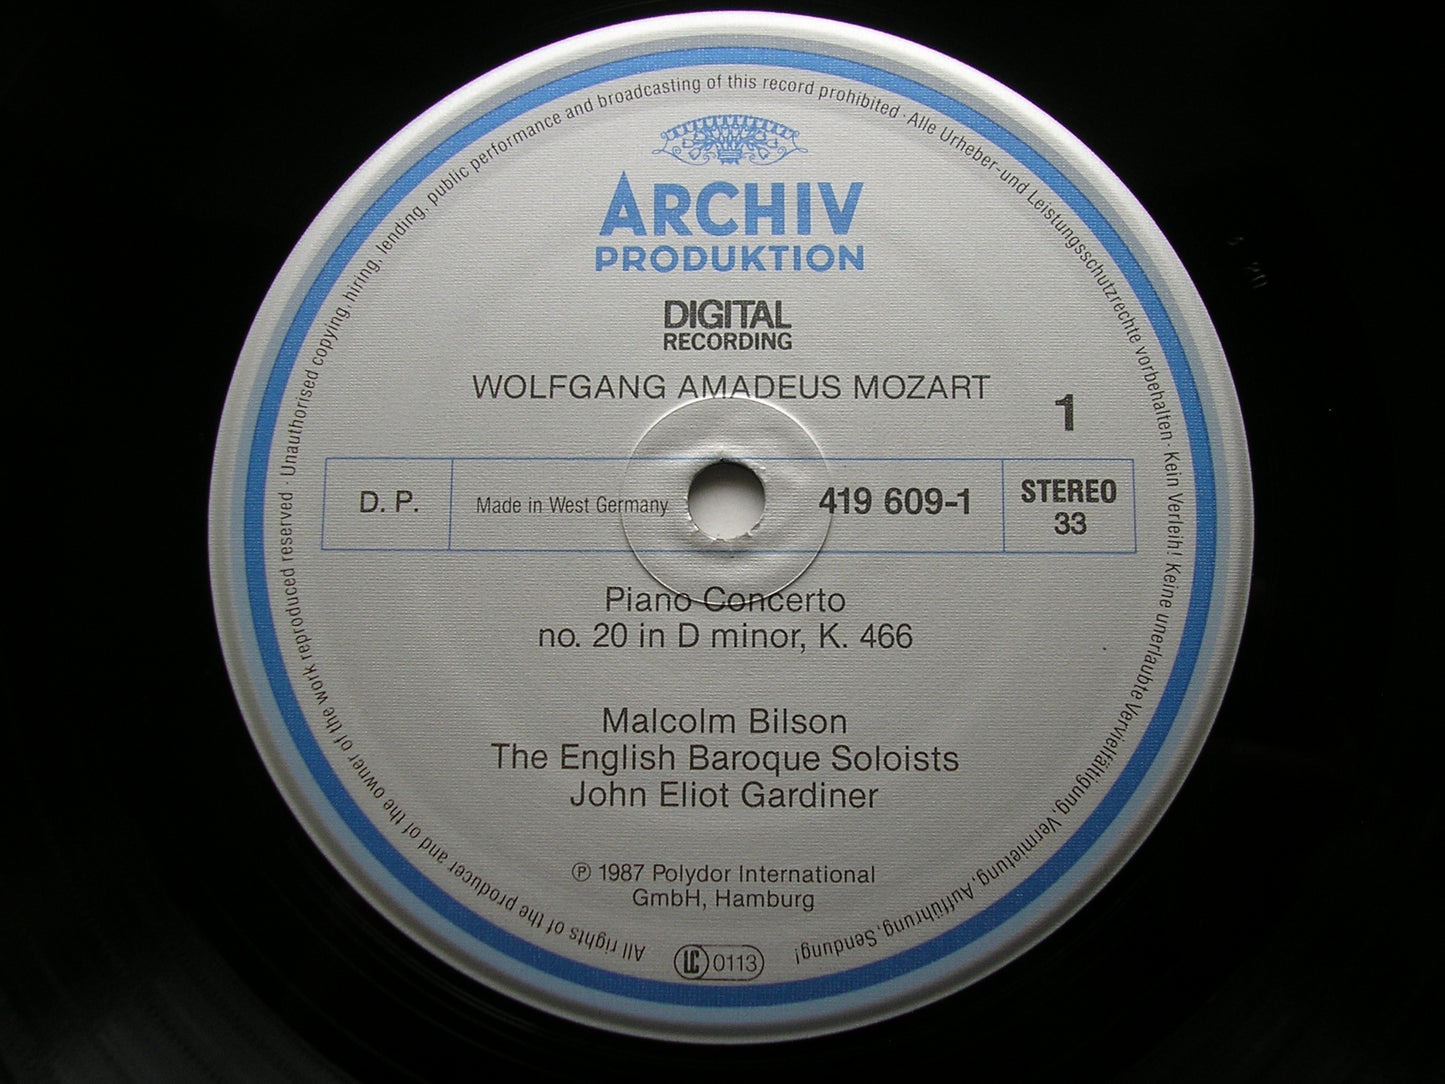 All rights of the producer and of the owner of the work reproduced reserved · Unauthorised copying, hiring, lending, public performance and broadcasting of this record prohibited · Alle Urheber- und Leistungsschutzrechte vorbehalten · Kein Verleih! Keine unerlaubte Vervielfältigung, Vermietung, Aufführung, Sendung!
ARCHIV
PRODUKTION
DIGITAL
RECORDING
WOLFGANG AMADEUS MOZART
1
D. P.
Made in West Germany
419 609-1
STEREO
33
Piano Concerto
no. 20 in D minor, K. 466
Malcolm Bilson
The English Baroque Soloists
John Eliot Gardiner
℗ 1987 Polydor International
GmbH, Hamburg
LC 0113